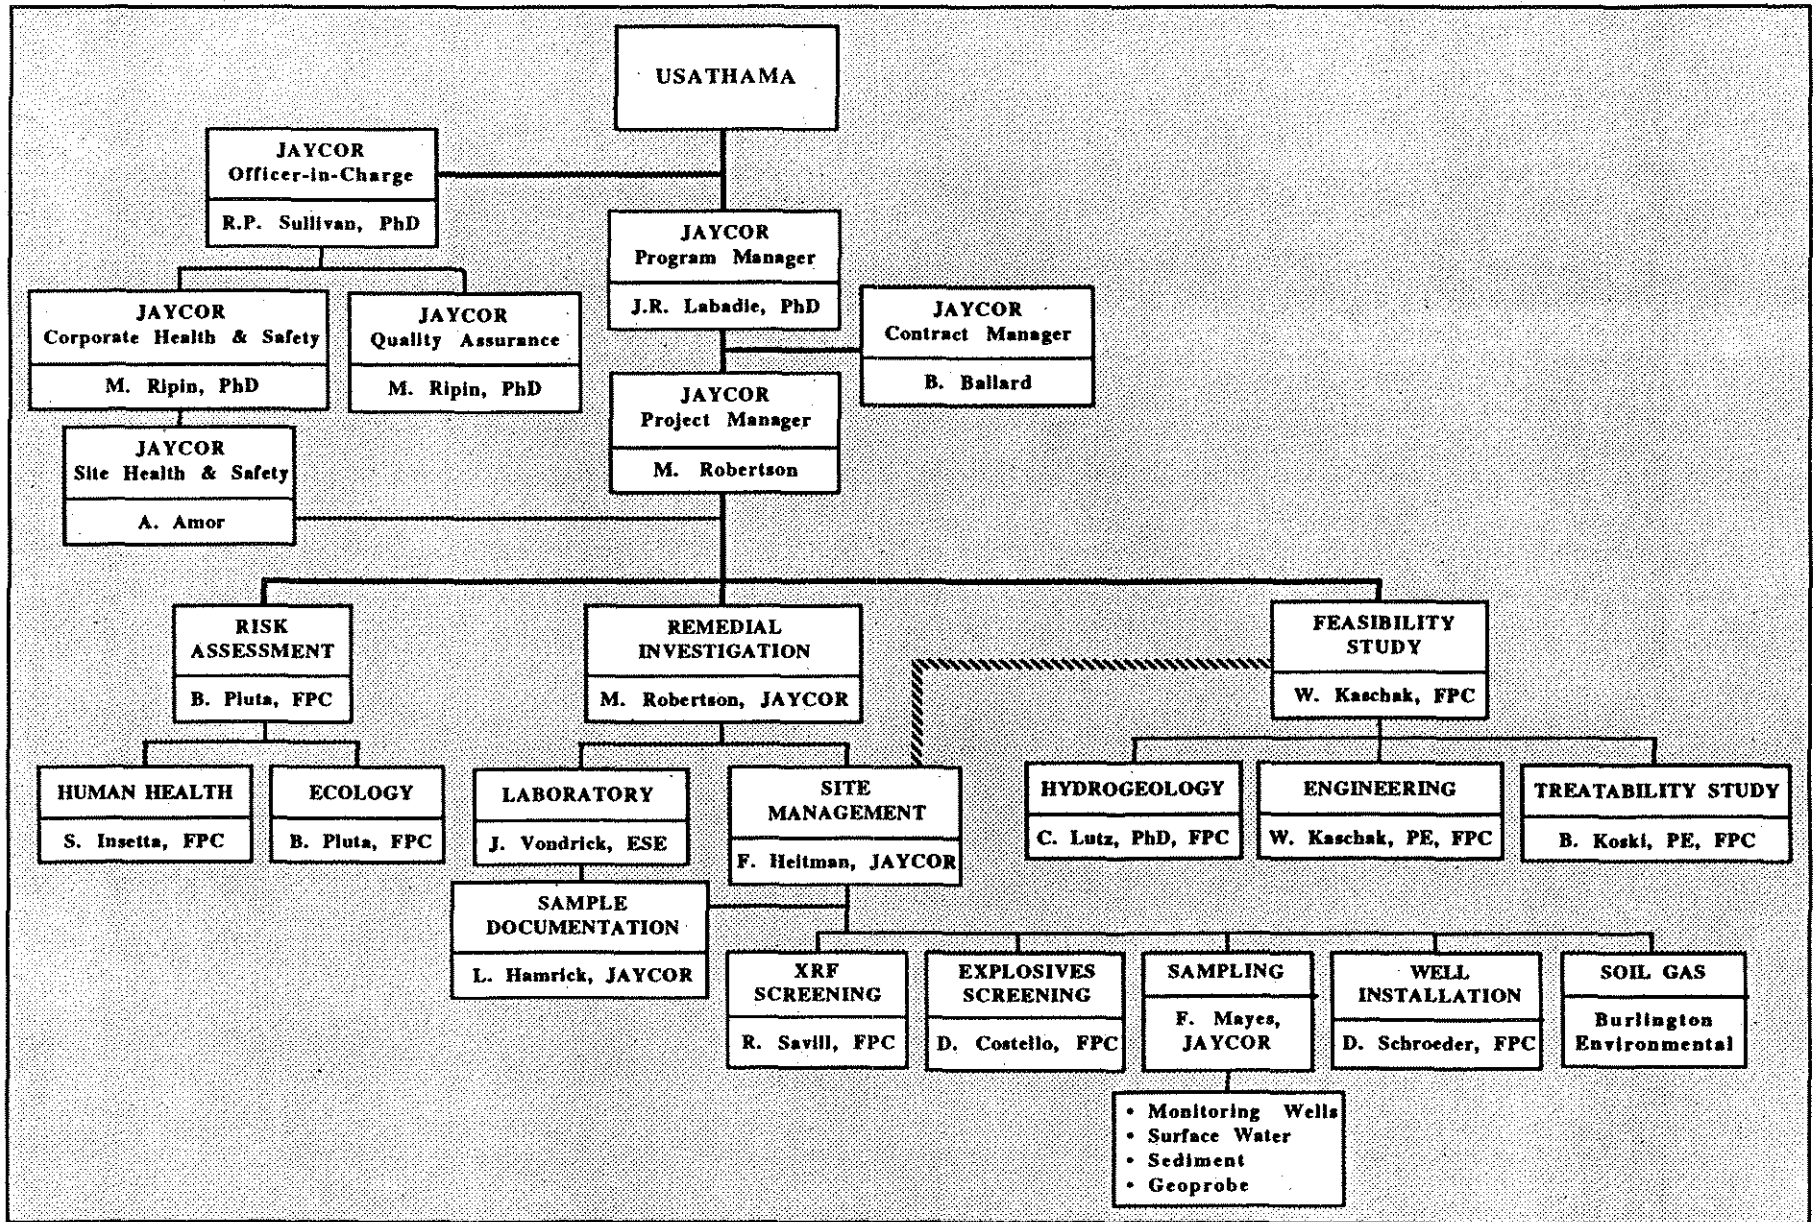 USATHAMA
JAYCOR
Officer-in-Charge
R.P. Sullivan, PhD
JAYCOR
Program Manager
J.R. Labadie, PhD
JAYCOR
Corporate Health & Safety
M. Ripin, PhD
JAYCOR
Quality Assurance
M. Ripin, PhD
JAYCOR
Contract Manager
B. Ballard
JAYCOR
Project Manager
M. Robertson
JAYCOR
Site Health & Safety
A. Amor
RISK
ASSESSMENT
B. Pluta, FPC
REMEDIAL
INVESTIGATION
M. Robertson, JAYCOR
FEASIBILITY
STUDY
W. Kaschak, FPC
HUMAN HEALTH
S. Insetta, FPC
ECOLOGY
B. Pluta, FPC
LABORATORY
J. Vondrick, ESE
SITE
MANAGEMENT
F. Heitman, JAYCOR
HYDROGEOLOGY
C. Lutz, PhD, FPC
ENGINEERING
W. Kaschak, PE, FPC
TREATABILITY STUDY
B. Koski, PE, FPC
SAMPLE
DOCUMENTATION
L. Hamrick, JAYCOR
XRF
SCREENING
R. Savill, FPC
EXPLOSIVES
SCREENING
D. Costello, FPC
SAMPLING
F. Mayes,
JAYCOR
WELL
INSTALLATION
D. Schroeder, FPC
SOIL GAS
Burlington
Environmental
• Monitoring Wells
• Surface Water
• Sediment
• Geoprobe